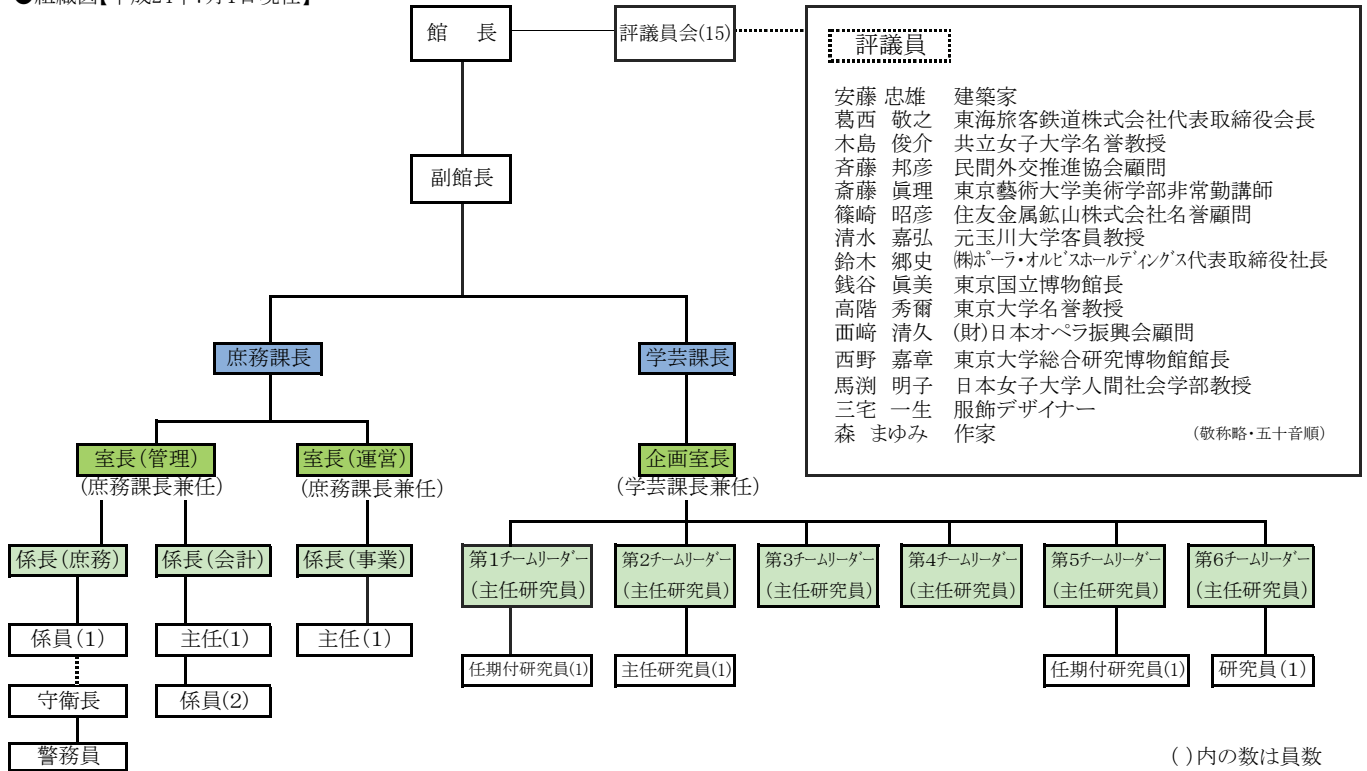 ●組織図【平成24年7月1日現在】
館　長
評議員会(15)
副館長
評議員
安藤 忠雄　建築家
葛西 敬之　東海旅客鉄道株式会社代表取締役会長
木島 俊介　共立女子大学名誉教授
斉藤 邦彦　民間外交推進協会顧問
斎藤 眞理　東京藝術大学美術学部非常勤講師
篠崎 昭彦　住友金属鉱山株式会社名誉顧問
清水 嘉弘　元玉川大学客員教授
鈴木 郷史　㈱ポーラ・オルビスホールディングス代表取締役社長
銭谷 眞美　東京国立博物館長
高階 秀爾　東京大学名誉教授
西﨑 清久　(財)日本オペラ振興会顧問
西野 嘉章　東京大学総合研究博物館館長
馬渕 明子　日本女子大学人間社会学部教授
三宅 一生　服飾デザイナー
森 まゆみ　作家
(敬称略・五十音順)
庶務課長
学芸課長
室長(管理)
(庶務課長兼任)
室長(運営)
(庶務課長兼任)
企画室長
(学芸課長兼任)
係長(庶務)
係長(会計)
係長(事業)
第1チームリーダー
(主任研究員)
第2チームリーダー
(主任研究員)
第3チームリーダー
(主任研究員)
第4チームリーダー
(主任研究員)
第5チームリーダー
(主任研究員)
第6チームリーダー
(主任研究員)
係員(1)
主任(1)
主任(1)
任期付研究員(1)
主任研究員(1)
任期付研究員(1)
研究員(1)
守衛長
係員(2)
警務員
( )内の数は員数